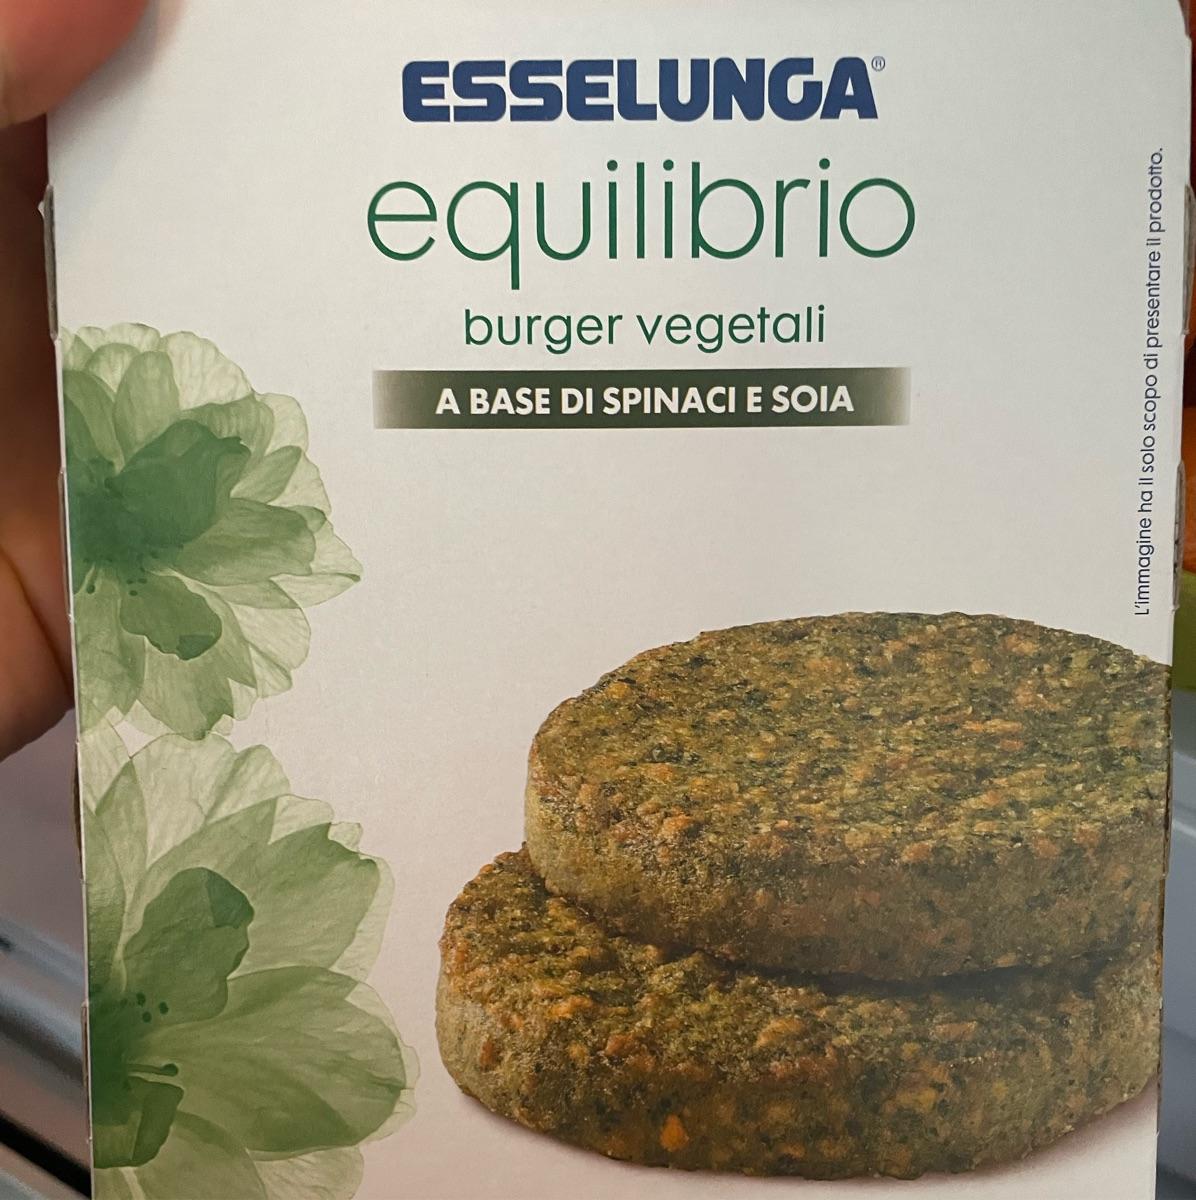 ESSELUNGA®
equilibrio
burger vegetali
A BASE DI SPINACI E SOIA
L'immagine ha il solo scopo di presentare il prodotto.